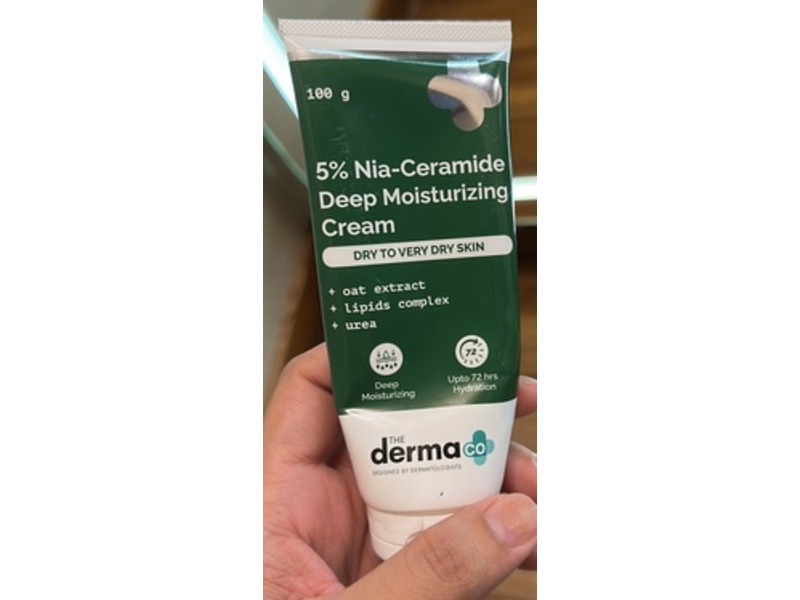 100 g
5% Nia-Ceramide
Deep Moisturizing
Cream
DRY TO VERY DRY SKIN
+ oat extract
+ lipids complex
+ urea
72
Deep
Moisturizing
Upto 72 hrs
Hydration
THE
derma co
DESIGNED BY DERMATOLOGISTS